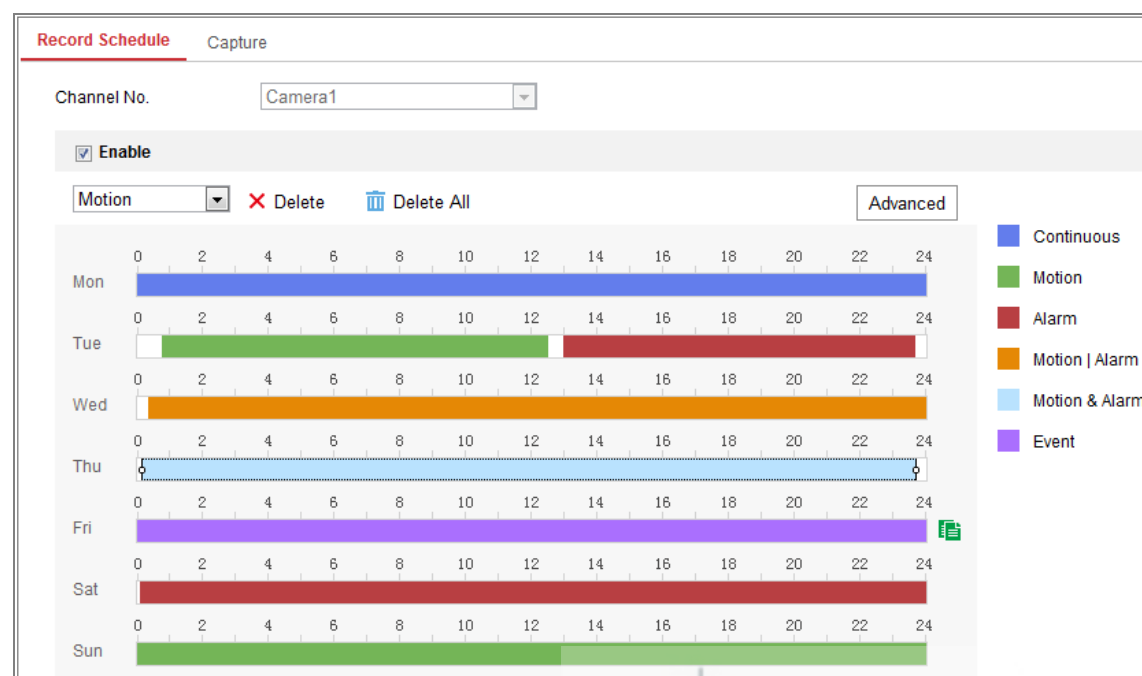 Record Schedule Capture
Channel No. Camera1
Enable
Motion Delete Delete All Advanced
Continuous
0 2 4 6 8 10 12 14 16 18 20 22 24
Mon
Motion
0 2 4 6 8 10 12 14 16 18 20 22 24
Alarm
Tue
Motion | Alarm
0 2 4 6 8 10 12 14 16 18 20 22 24
Wed
Motion & Alarm
0 2 4 6 8 10 12 14 16 18 20 22 24
Event
Thu
0 2 4 6 8 10 12 14 16 18 20 22 24
Fri
0 2 4 6 8 10 12 14 16 18 20 22 24
Sat
0 2 4 6 8 10 12 14 16 18 20 22 24
Sun